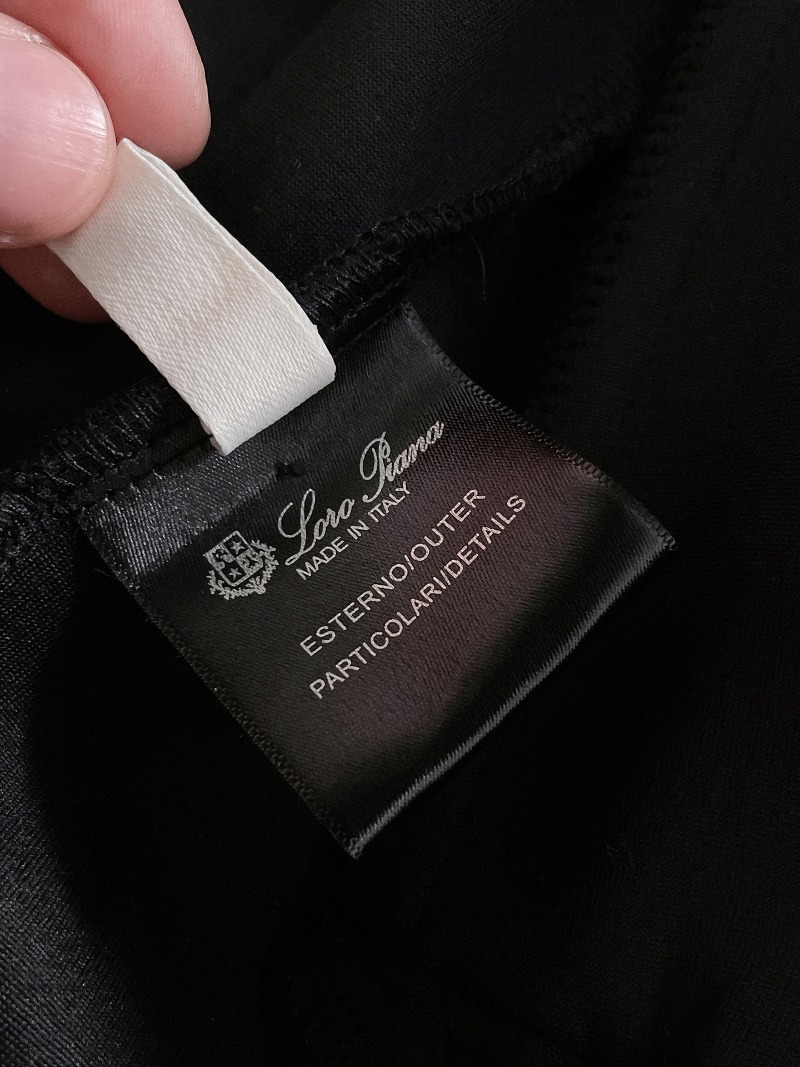 Loro Piana
MADE IN ITALY
ESTERNO/OUTER
PARTICOLARI/DETAILS